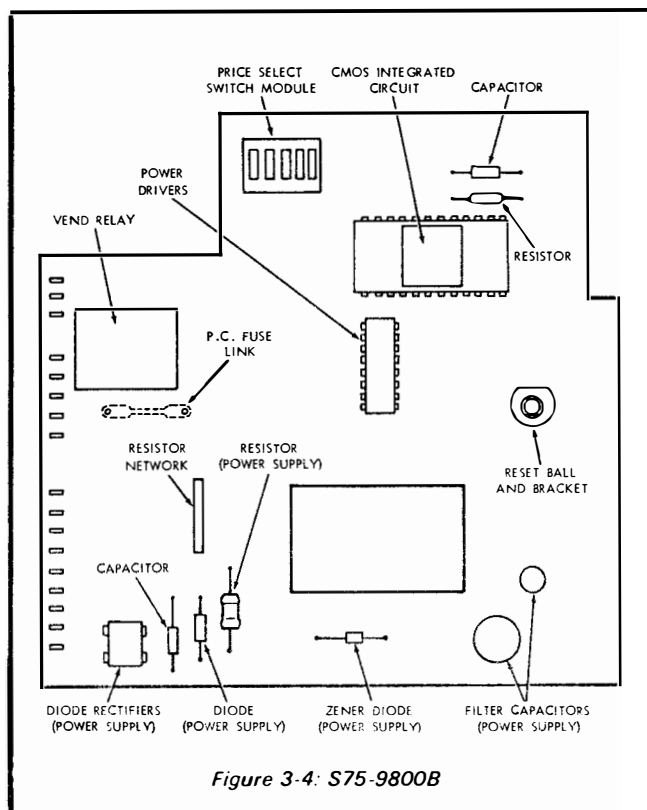 PRICE SELECT
SWITCH MODULE
CMOS INTEGRATED
CIRCUIT
CAPACITOR
POWER
DRIVERS
VEND RELAY
RESISTOR
P.C. FUSE
LINK
RESISTOR
NETWORK
RESISTOR
(POWER SUPPLY)
RESET BALL
AND BRACKET
CAPACITOR
DIODE RECTIFIERS
(POWER SUPPLY)
DIODE
(POWER SUPPLY)
ZENER DIODE
(POWER SUPPLY)
FILTER CAPACITORS
(POWER SUPPLY)
Figure 3-4: S75-9800B